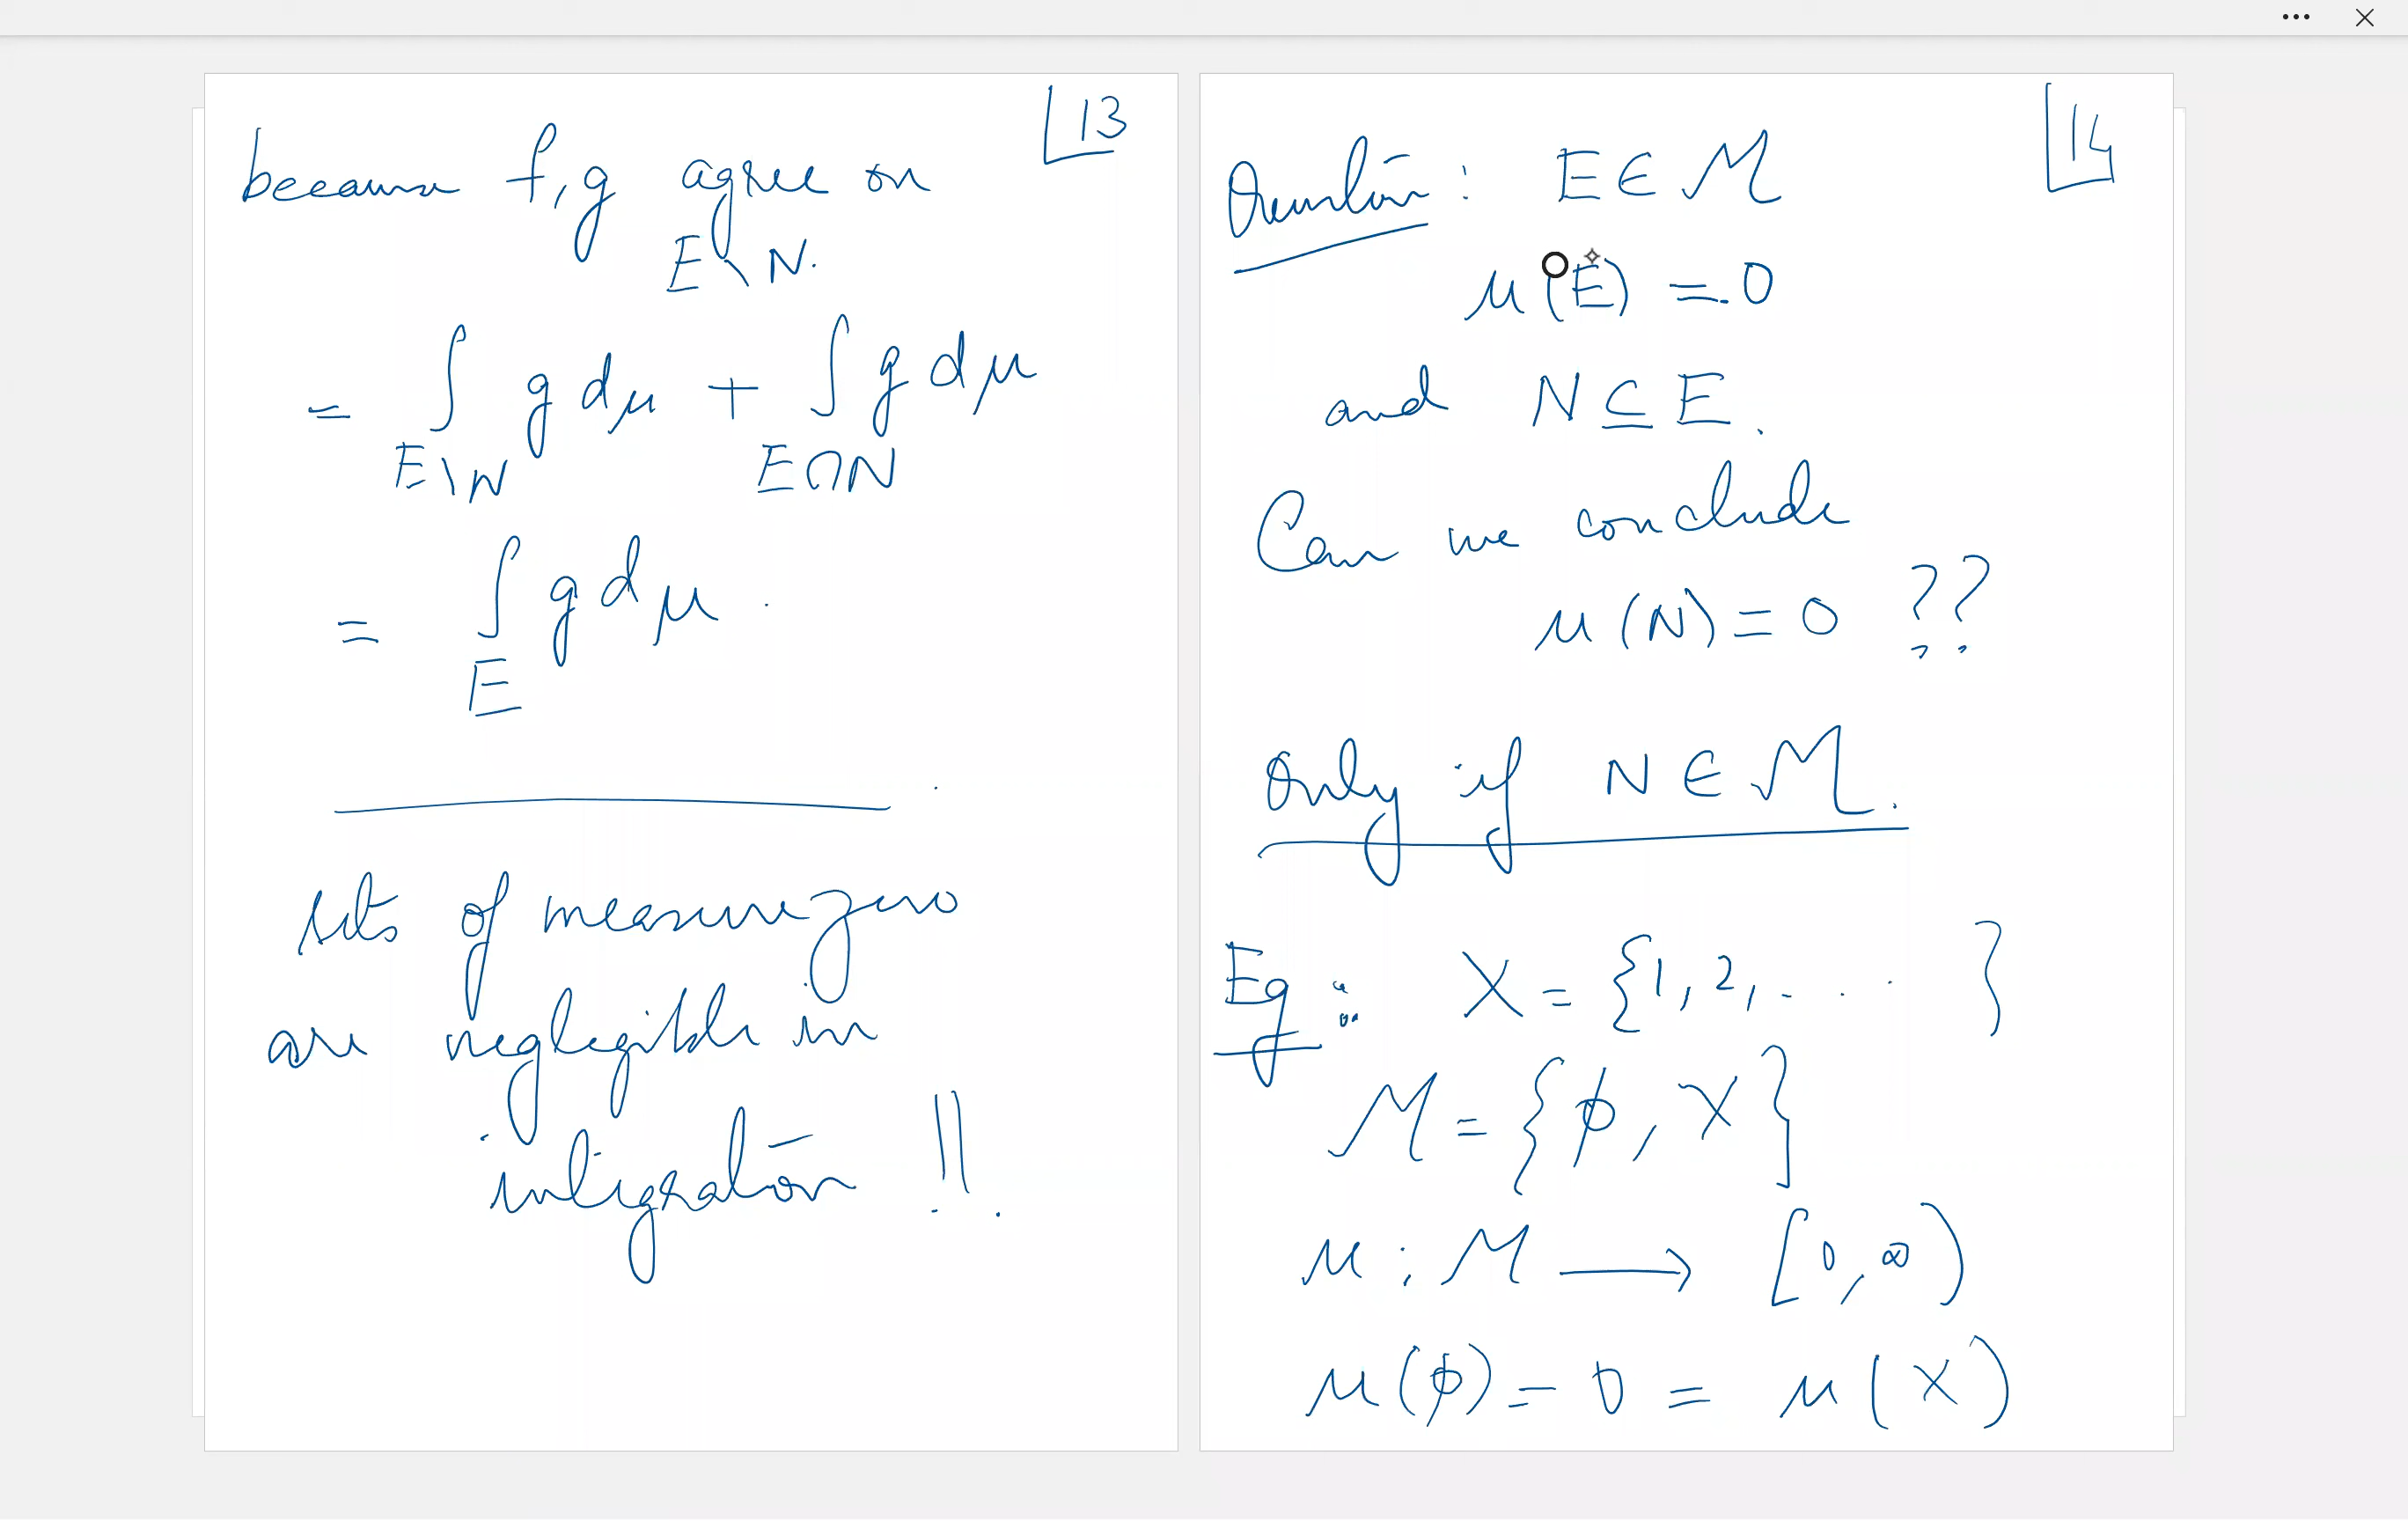 13
because f, g agree on
E \ N.
= ∫ g dμ + ∫ g dμ
E \ N E ∩ N
= ∫ g dμ.
E
sets of measure zero
are negligible in
integration !!.
14
Question : E ∈ M
μ(E) = 0
and N ⊆ E.
Can we conclude
μ(N) = 0 ??
Only if N ∈ M.
Eg : X = {1, 2, - . . . }
M = {φ, X}
μ : M → [0, ∞)
μ(φ) = 0 = μ(X)